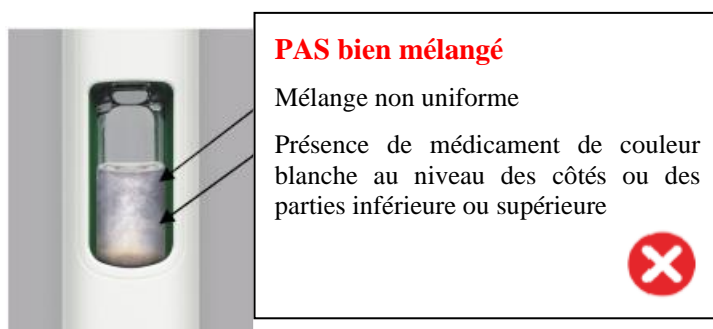 PAS bien mélangé
Mélange non uniforme
Présence de médicament de couleur
blanche au niveau des côtés ou des
parties inférieure ou supérieure